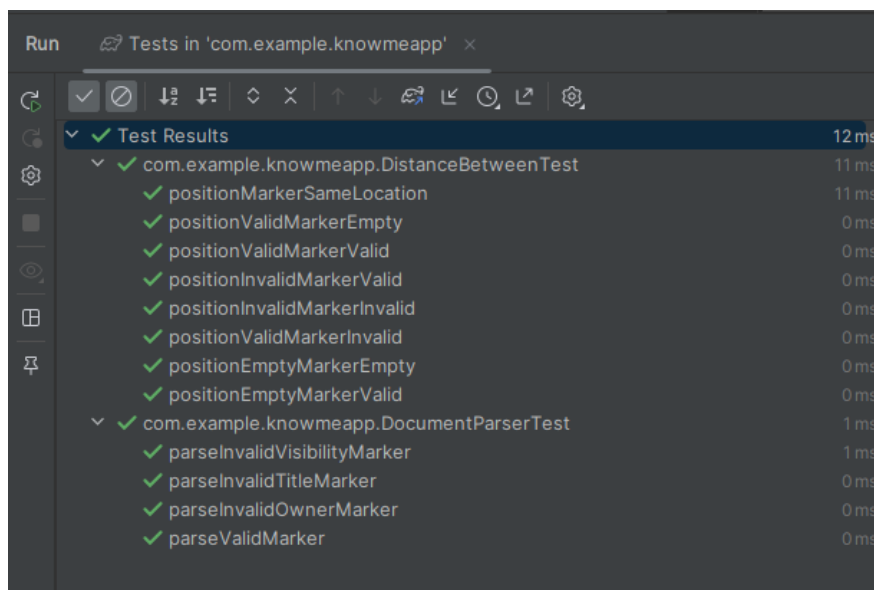 Run Tests in 'com.example.knowmeapp' ×
Test Results 12 ms
com.example.knowmeapp.DistanceBetweenTest 11 ms
positionMarkerSameLocation 11 ms
positionValidMarkerEmpty 0 ms
positionValidMarkerValid 0 ms
positionInvalidMarkerValid 0 ms
positionInvalidMarkerInvalid 0 ms
positionValidMarkerInvalid 0 ms
positionEmptyMarkerEmpty 0 ms
positionEmptyMarkerValid 0 ms
com.example.knowmeapp.DocumentParserTest 1 ms
parseInvalidVisibilityMarker 1 ms
parseInvalidTitleMarker 0 ms
parseInvalidOwnerMarker 0 ms
parseValidMarker 0 ms